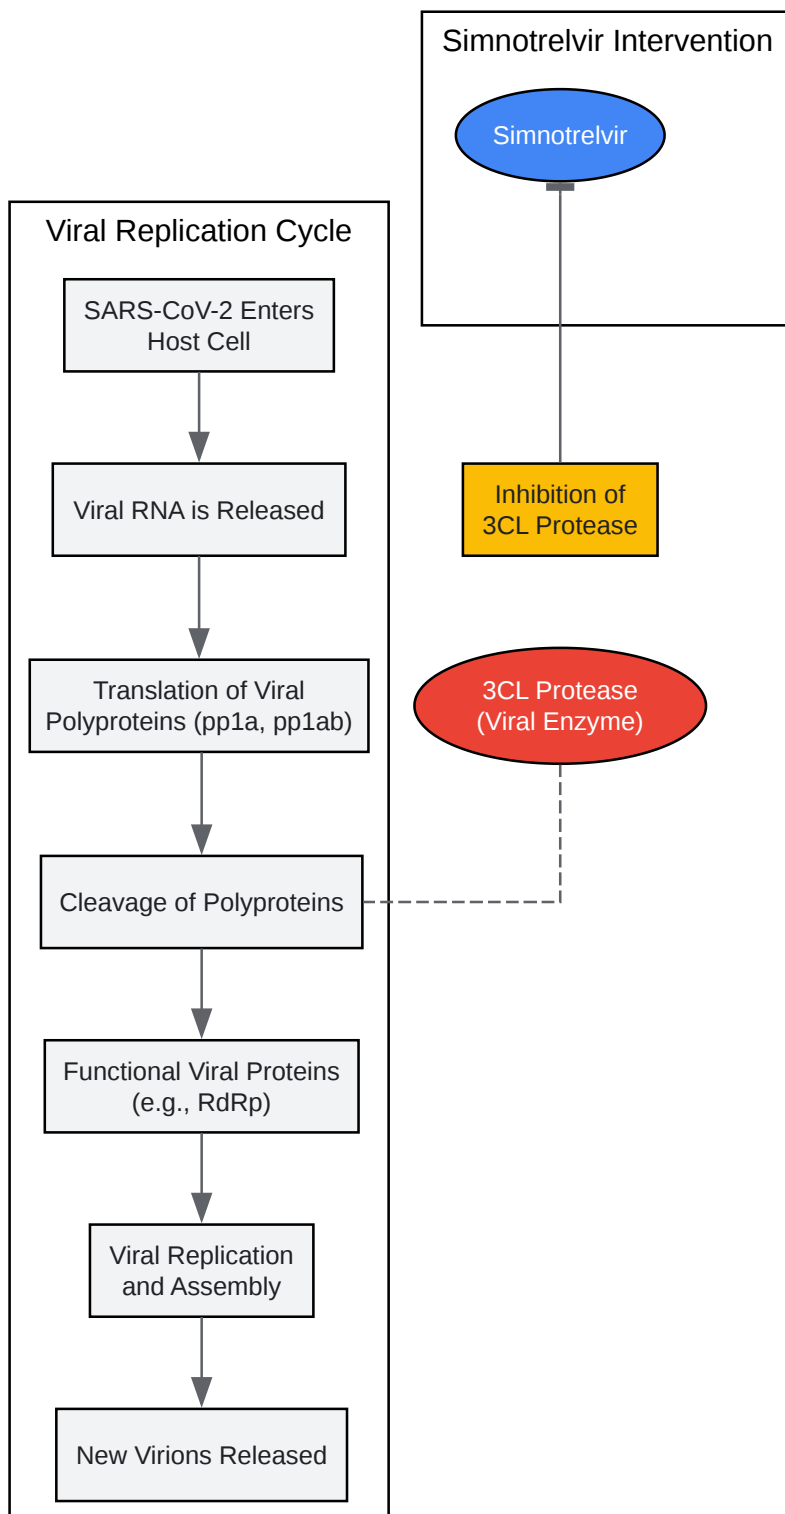 Simnotrelvir Intervention
Simnotrelvir
Viral Replication Cycle
SARS-CoV-2 Enters
Host Cell
Viral RNA is Released
Inhibition of
3CL Protease
Translation of Viral
Polyproteins (pp1a, pp1ab)
3CL Protease
(Viral Enzyme)
Cleavage of Polyproteins
Functional Viral Proteins
(e.g., RdRp)
Viral Replication
and Assembly
New Virions Released